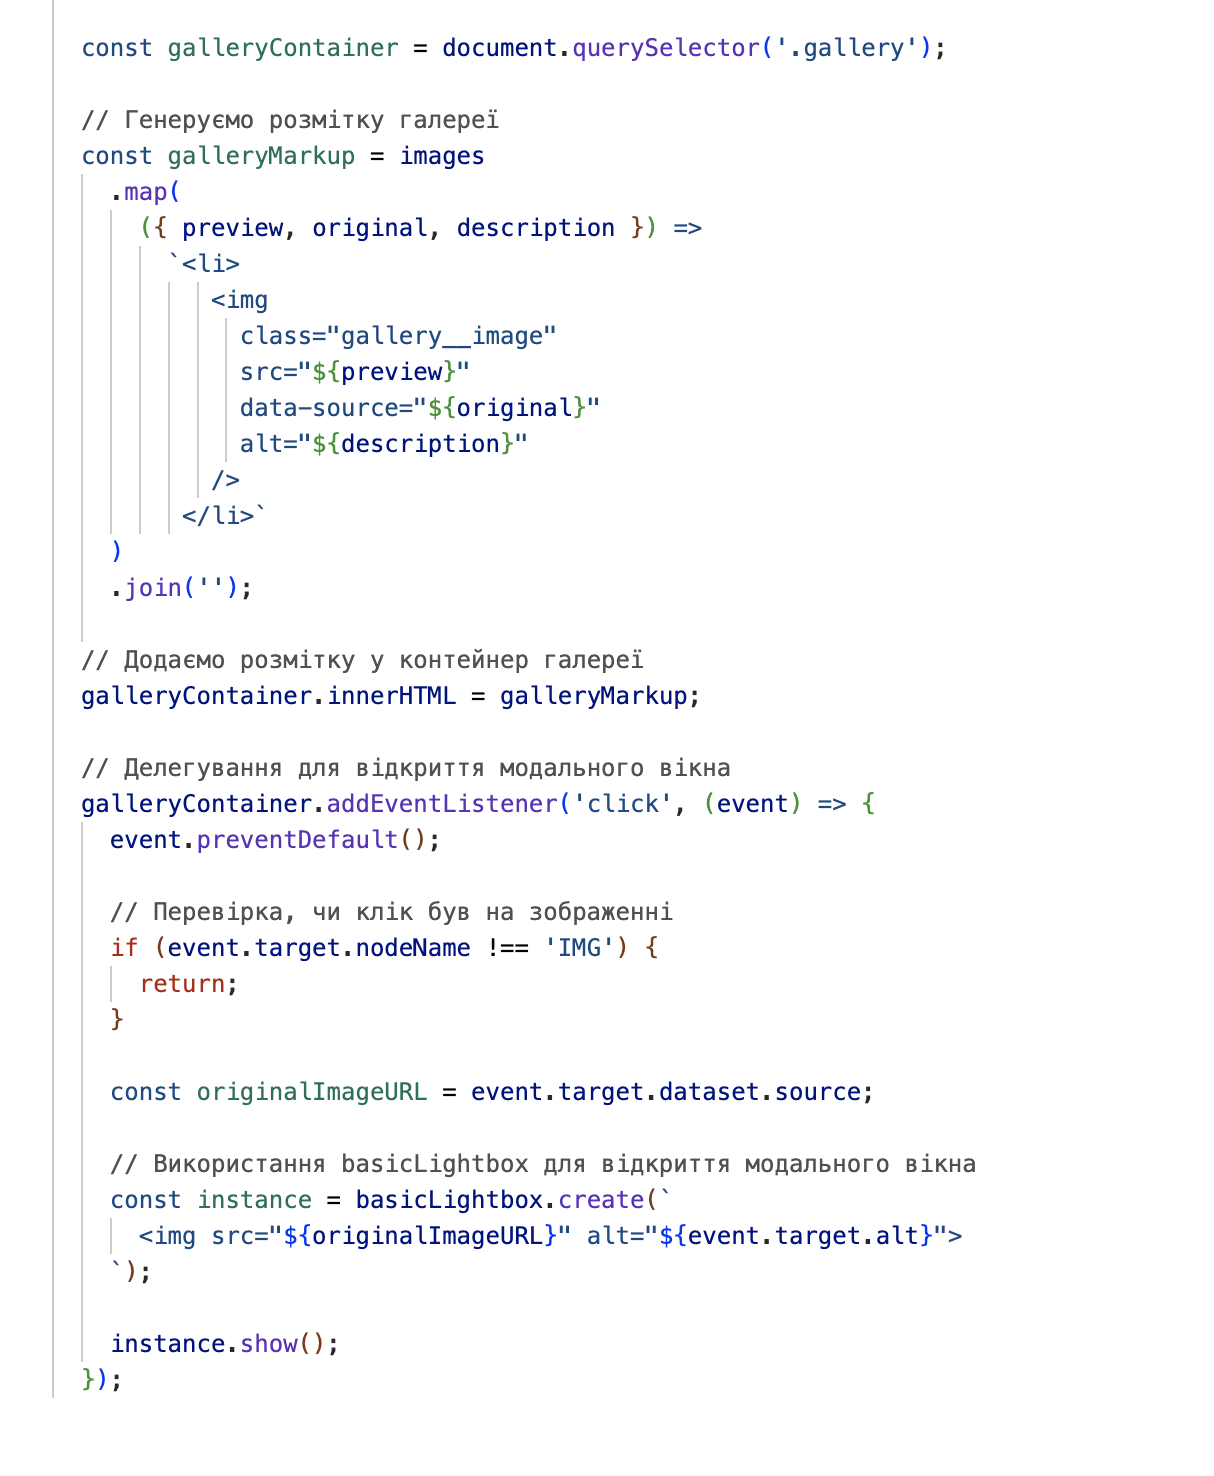 const galleryContainer = document.querySelector('.gallery');
// Генеруємо розмітку галереї
const galleryMarkup = images
.map(
({ preview, original, description }) =>
`<li>
<img
class="gallery__image"
src="${preview}"
data-source="${original}"
alt="${description}"
/>
</li>`
)
.join('');
// Додаємо розмітку у контейнер галереї
galleryContainer.innerHTML = galleryMarkup;
// Делегування для відкриття модального вікна
galleryContainer.addEventListener('click', (event) => {
event.preventDefault();
// Перевірка, чи клік був на зображенні
if (event.target.nodeName !== 'IMG') {
return;
}
const originalImageURL = event.target.dataset.source;
// Використання basicLightbox для відкриття модального вікна
const instance = basicLightbox.create(`
<img src="${originalImageURL}" alt="${event.target.alt}">
`);
instance.show();
});